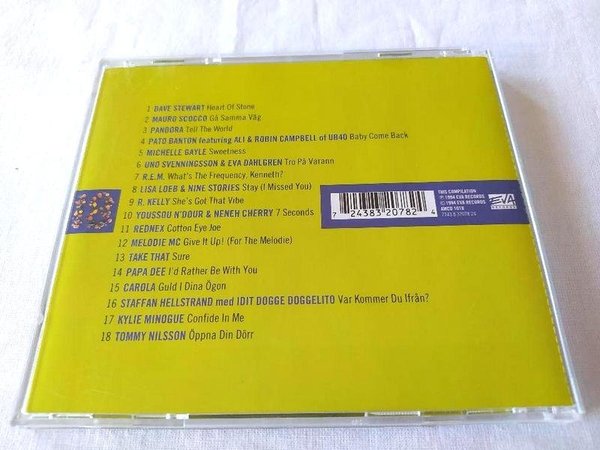 1 DAVE STEWART Heart Of Stone
2 MAURO SCOCCO Gå Samma Väg
3 PANDORA Tell The World
4 PATO BANTON featuring ALI & ROBIN CAMPBELL of UB40 Baby Come Back
5 MICHELLE GAYLE Sweetness
6 UNO SVENNINGSSON & EVA DAHLGREN Tro På Varann
7 R.E.M. What's The Frequency, Kenneth?
8 LISA LOEB & NINE STORIES Stay (I Missed You)
9 R. KELLY She's Got That Vibe
10 YOUSSOU N'DOUR & NENEH CHERRY 7 Seconds
11 REDNEX Cotton Eye Joe
12 MELODIE MC Give It Up! (For The Melodie)
13 TAKE THAT Sure
14 PAPA DEE I'd Rather Be With You
15 CAROLA Guld I Dina Ögon
16 STAFFAN HELLSTRAND med IDIT DOGGE DOGGELITO Var Kommer Du Ifrån?
17 KYLIE MINOGUE Confide In Me
18 TOMMY NILSSON Öppna Din Dörr
7 24383 20782 4
THIS COMPILATION
℗ 1994 EVA RECORDS
© 1994 EVA RECORDS
EVA
RECORDS